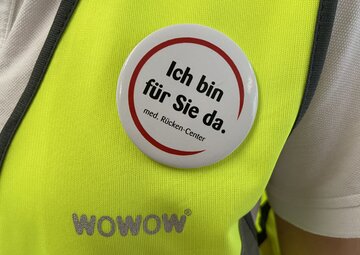 Ich bin
für Sie da.
med. Rücken-Center
WOWOW®